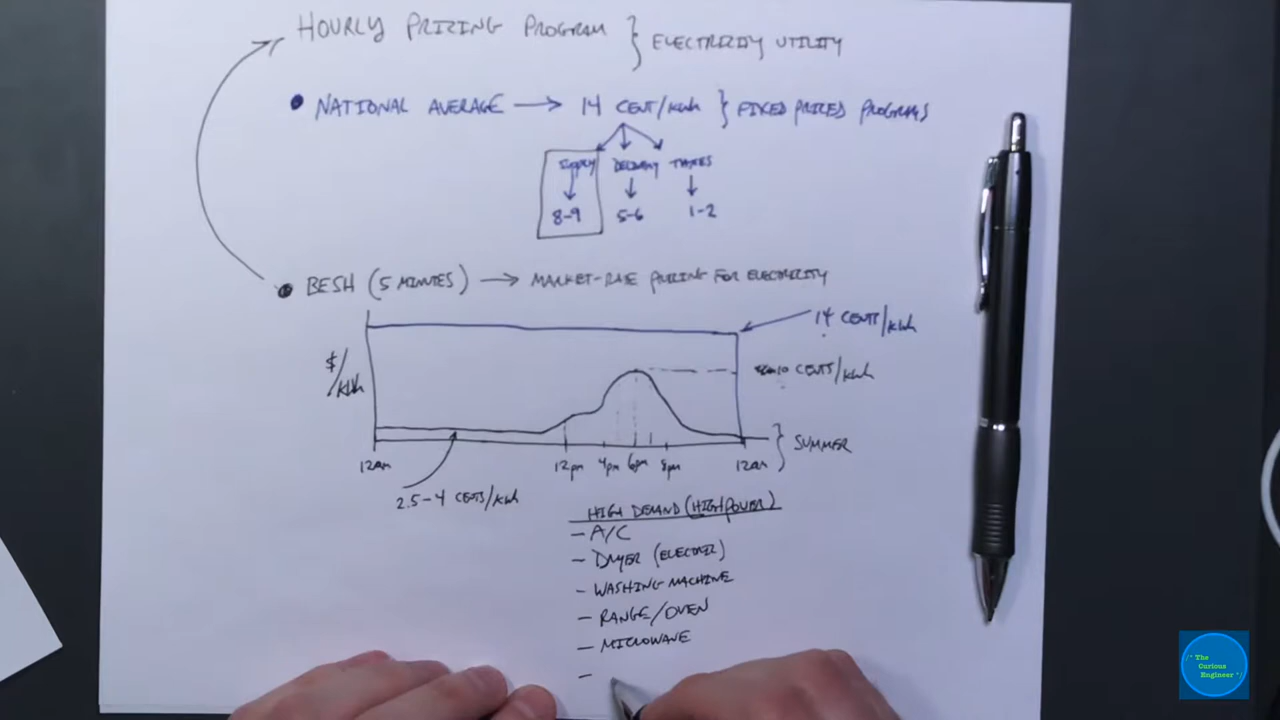 HOURLY PRICING PROGRAM } ELECTRICITY UTILITY
• NATIONAL AVERAGE → 14 CENT/kWh } FIXED PRICED PROGRAMS
SUPPLY DELIVERY TAXES
8-9 5-6 1-2
• BESH (5 MINUTES) → MARKET-RATE PRICING FOR ELECTRICITY
14 CENTS/kWh
$/kWh
10 CENTS/kWh
SUMMER
12am 12pm 4pm 6pm 8pm 12am
2.5-4 CENTS/kWh
HIGH DEMAND (HIGH POWER)
- A/C
- DRYER (ELECTRIC)
- WASHING MACHINE
- RANGE/OVEN
- MICROWAVE
-
/* The
Curious
Engineer */